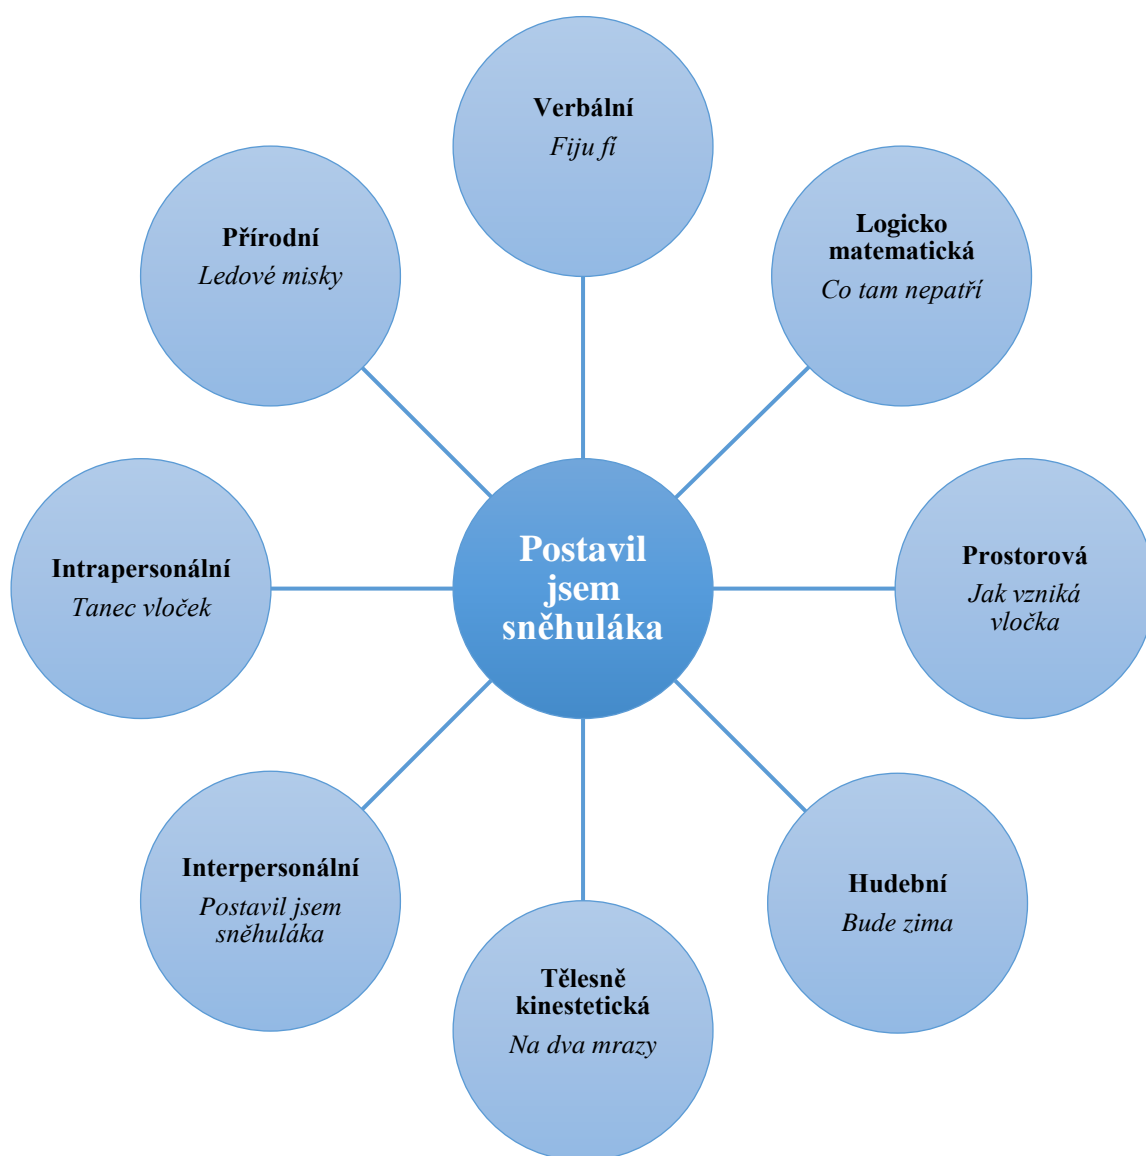 Verbální
Fiju fí
Logicko
matematická
Co tam nepatří
Prostorová
Jak vzniká
vločka
Hudební
Bude zima
Tělesně
kinestetická
Na dva mrazy
Interpersonální
Postavil jsem
sněhuláka
Intrapersonální
Tanec vloček
Přírodní
Ledové misky
Postavil
jsem
sněhuláka